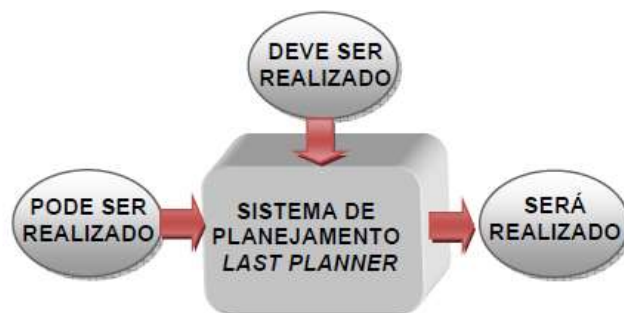 DEVE SER
REALIZADO
PODE SER
REALIZADO
SISTEMA DE
PLANEJAMENTO
LAST PLANNER
SERÁ
REALIZADO